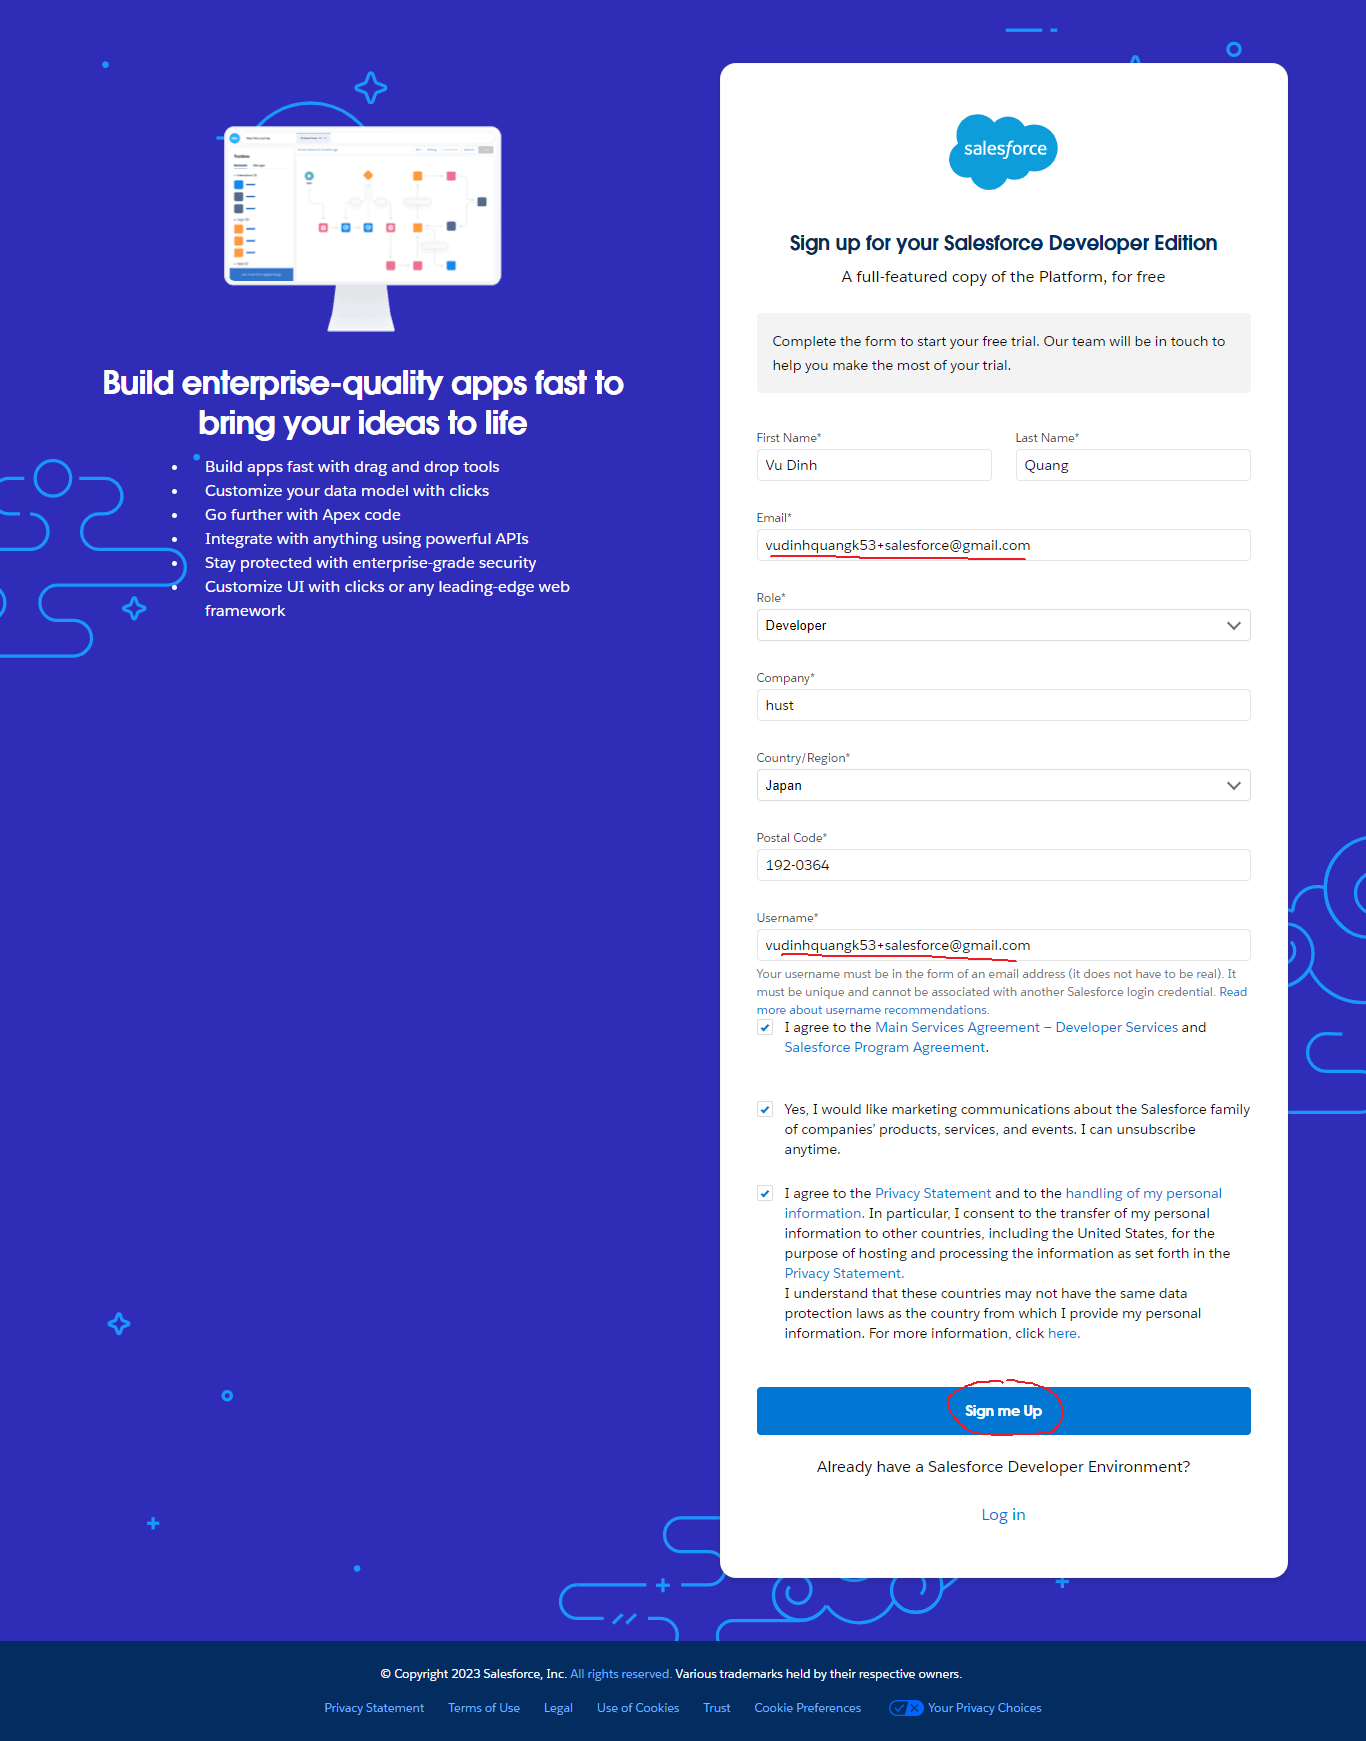 Build enterprise-quality apps fast to
bring your ideas to life
Build apps fast with drag and drop tools
Customize your data model with clicks
Go further with Apex code
Integrate with anything using powerful APIs
Stay protected with enterprise-grade security
Customize UI with clicks or any leading-edge web
framework
salesforce
Sign up for your Salesforce Developer Edition
A full-featured copy of the Platform, for free
Complete the form to start your free trial. Our team will be in touch to
help you make the most of your trial.
First Name*
Last Name*
Vu Dinh
Quang
Email*
vudinhquangk53+salesforce@gmail.com
Role*
Developer
Company*
hust
Country/Region*
Japan
Postal Code*
192-0364
Username*
vudinhquangk53+salesforce@gmail.com
Your username must be in the form of an email address (it does not have to be real). It
must be unique and cannot be associated with another Salesforce login credential. Read
more about username recommendations.
I agree to the Main Services Agreement – Developer Services and
Salesforce Program Agreement.
Yes, I would like marketing communications about the Salesforce family
of companies' products, services, and events. I can unsubscribe
anytime.
I agree to the Privacy Statement and to the handling of my personal
information. In particular, I consent to the transfer of my personal
information to other countries, including the United States, for the
purpose of hosting and processing the information as set forth in the
Privacy Statement.
I understand that these countries may not have the same data
protection laws as the country from which I provide my personal
information. For more information, click here.
Sign me Up
Already have a Salesforce Developer Environment?
Log in
© Copyright 2023 Salesforce, Inc. All rights reserved. Various trademarks held by their respective owners.
Privacy Statement Terms of Use Legal Use of Cookies Trust Cookie Preferences Your Privacy Choices